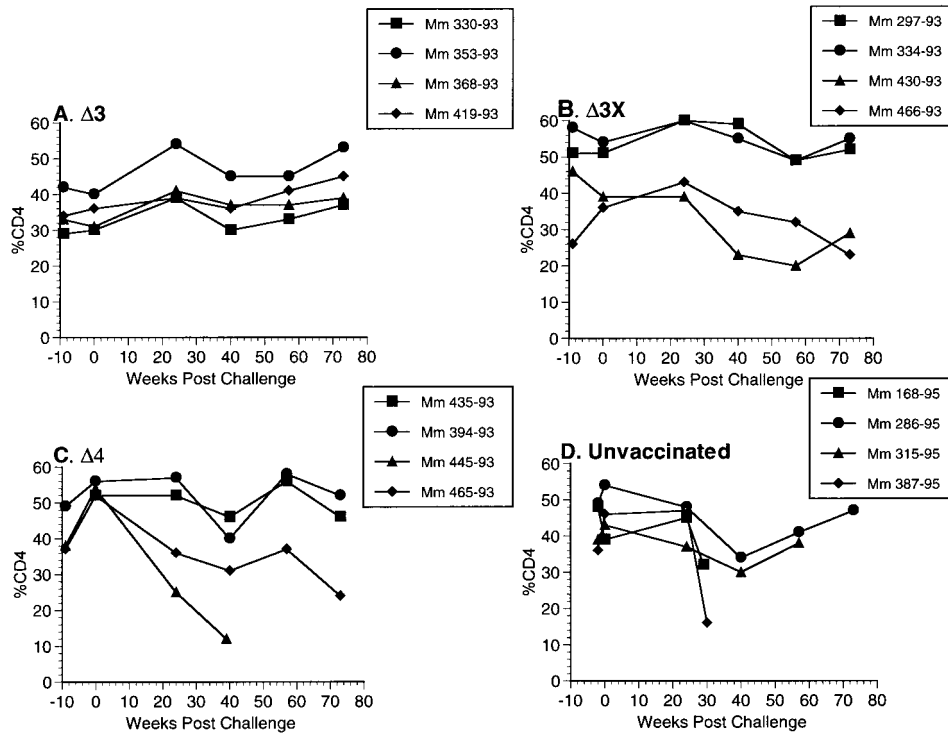 Mm 330-93
Mm 353-93
Mm 368-93
Mm 419-93
A. Δ3
60
50
40
30
20
10
0
%CD4
-10 0 10 20 30 40 50 60 70 80
Weeks Post Challenge
Mm 297-93
Mm 334-93
Mm 430-93
Mm 466-93
B. Δ3X
60
50
40
30
20
10
0
%CD4
-10 0 10 20 30 40 50 60 70 80
Weeks Post Challenge
Mm 435-93
Mm 394-93
Mm 445-93
Mm 465-93
C. Δ4
60
50
40
30
20
10
0
%CD4
-10 0 10 20 30 40 50 60 70 80
Weeks Post Challenge
Mm 168-95
Mm 286-95
Mm 315-95
Mm 387-95
D. Unvaccinated
60
50
40
30
20
10
0
%CD4
-10 0 10 20 30 40 50 60 70 80
Weeks Post Challenge